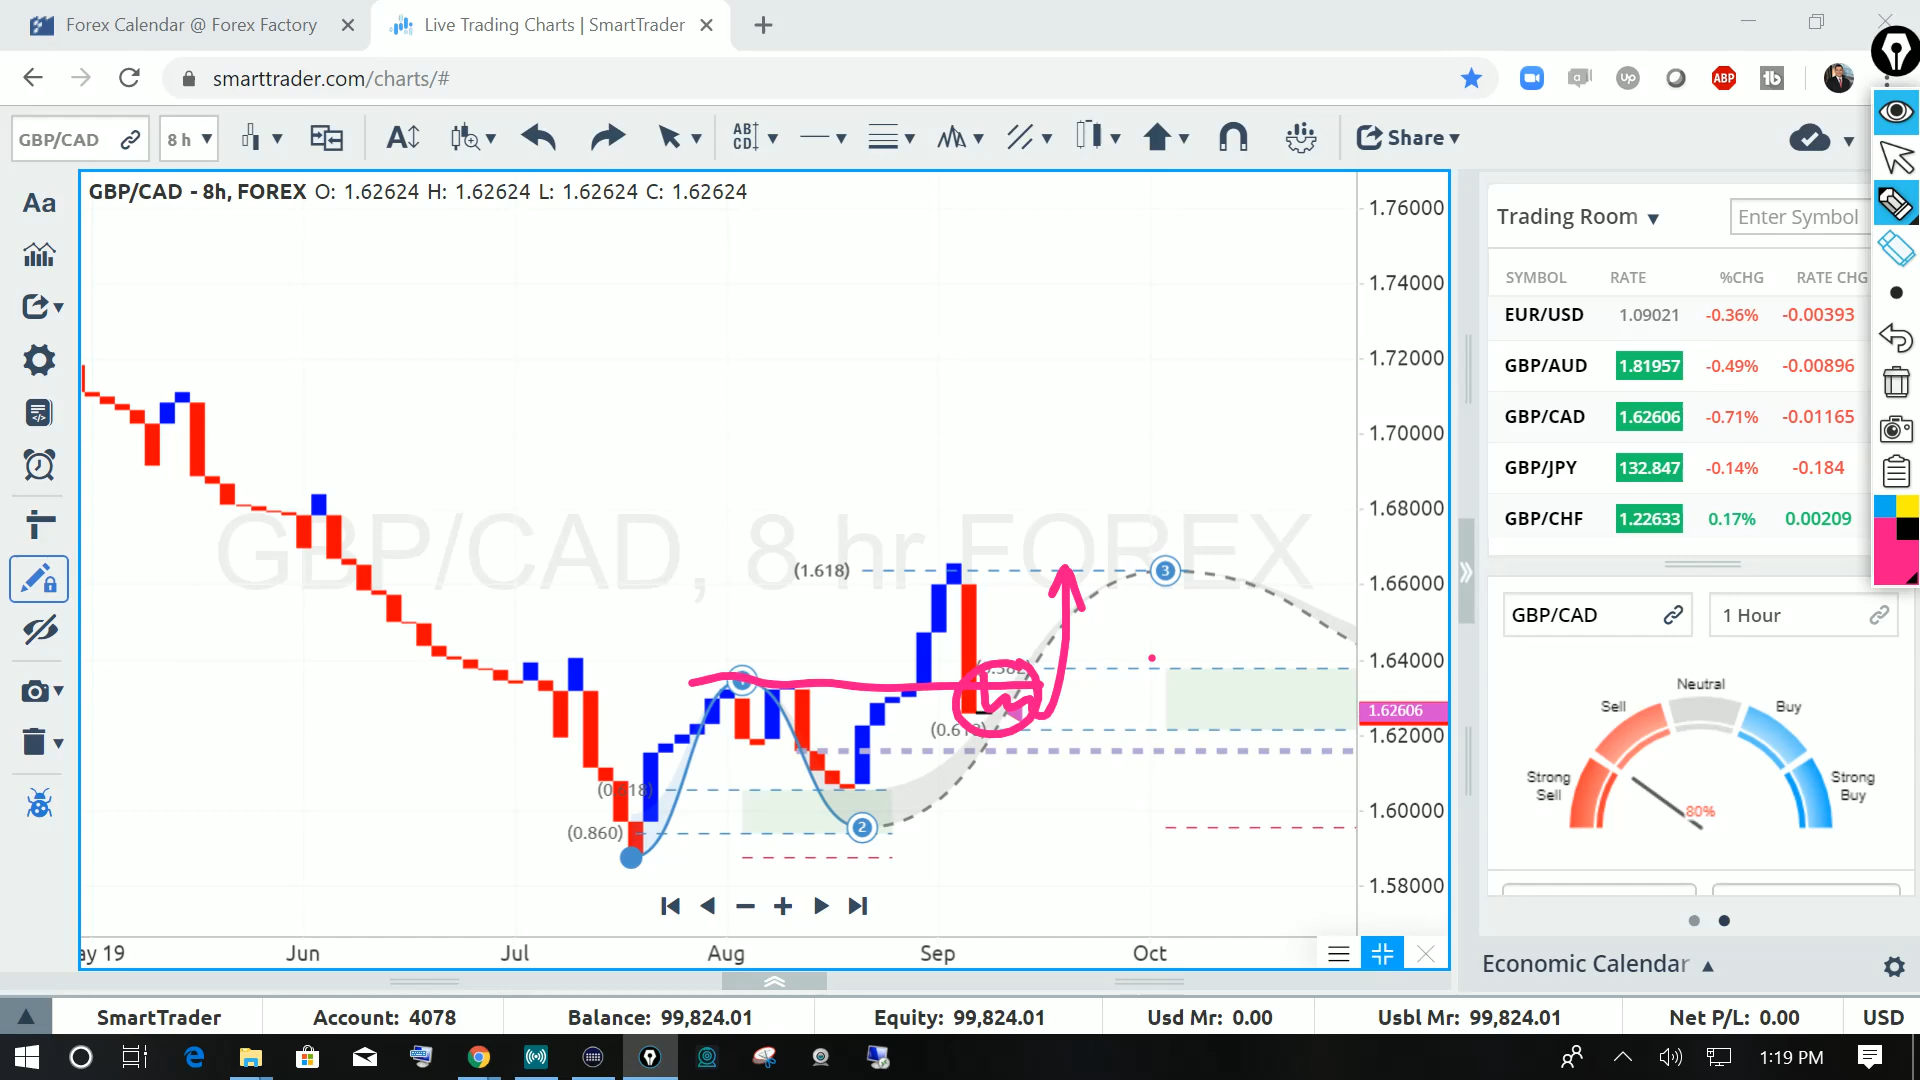 Forex Calendar @ Forex Factory
Live Trading Charts | SmartTrader
smarttrader.com/charts/#
up
ABP
tb
GBP/CAD
8 h
A
AB
CD
Share
Aa
GBP/CAD - 8h, FOREX O: 1.62624 H: 1.62624 L: 1.62624 C: 1.62624
GBP/CAD, 8 hr FOREX
1.76000
1.74000
1.72000
1.70000
1.68000
1.66000
1.64000
1.62606
1.62000
1.60000
1.58000
(1.618)
3
(0.618)
(0.860)
2
ay 19
Jun
Jul
Aug
Sep
Oct
Trading Room
Enter Symbol
SYMBOL RATE %CHG RATE CHG
EUR/USD 1.09021 -0.36% -0.00393
GBP/AUD 1.81957 -0.49% -0.00896
GBP/CAD 1.62606 -0.71% -0.01165
GBP/JPY 132.847 -0.14% -0.184
GBP/CHF 1.22633 0.17% 0.00209
GBP/CAD
1 Hour
Neutral
Sell
Buy
Strong
Sell
Strong
Buy
80%
Economic Calendar
SmartTrader Account: 4078 Balance: 99,824.01 Equity: 99,824.01 Usd Mr: 0.00 Usbl Mr: 99,824.01 Net P/L: 0.00 USD
1:19 PM